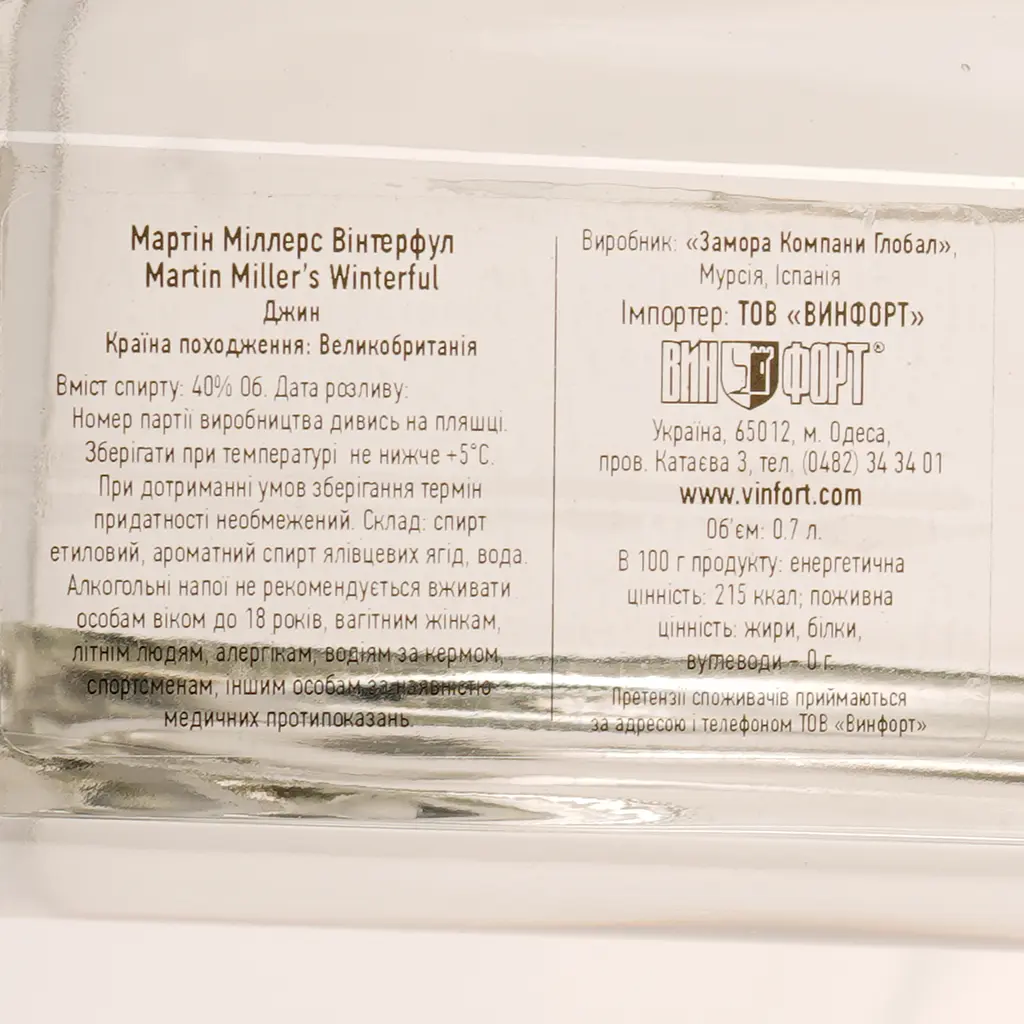 Мартін Міллерс Вінтерфул
Martin Miller's Winterful
Джин
Країна походження: Великобританія
Вміст спирту: 40% Об. Дата розливу:
Номер партії виробництва дивись на пляшці.
Зберігати при температурі не нижче +5°С.
При дотриманні умов зберігання термін
придатності необмежений. Склад: спирт
етиловий, ароматний спирт ялівцевих ягід, вода.
Алкогольні напої не рекомендується вживати
особам віком до 18 років, вагітним жінкам,
літнім людям, алергікам, водіям за кермом,
спортсменам, іншим особам за наявністю
медичних протипоказань.
Виробник: «Замора Компани Глобал»,
Мурсія, Іспанія
Імпортер: ТОВ «ВИНФОРТ»
ВИН ФОРТ®
Україна, 65012, м. Одеса,
пров. Катаєва 3, тел. (0482) 34 34 01
www.vinfort.com
Об'єм: 0.7 л.
В 100 г продукту: енергетична
цінність: 215 ккал; поживна
цінність: жири, білки,
вуглеводи - 0 г.
Претензії споживачів приймаються
за адресою і телефоном ТОВ «Винфорт»